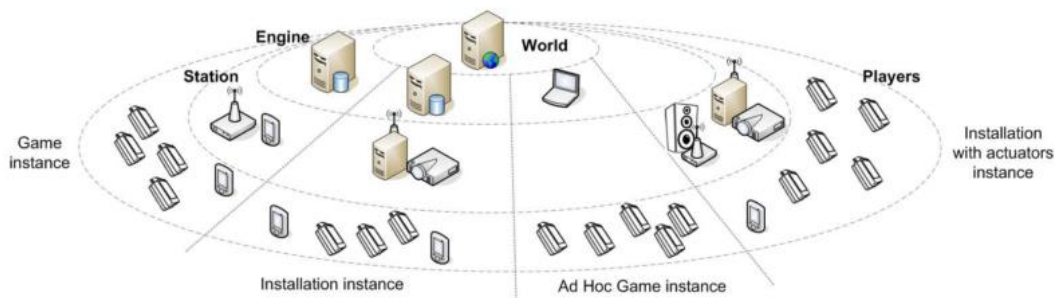 Engine
World
Station
Players
Game
instance
Installation
with actuators
instance
Installation instance
Ad Hoc Game instance